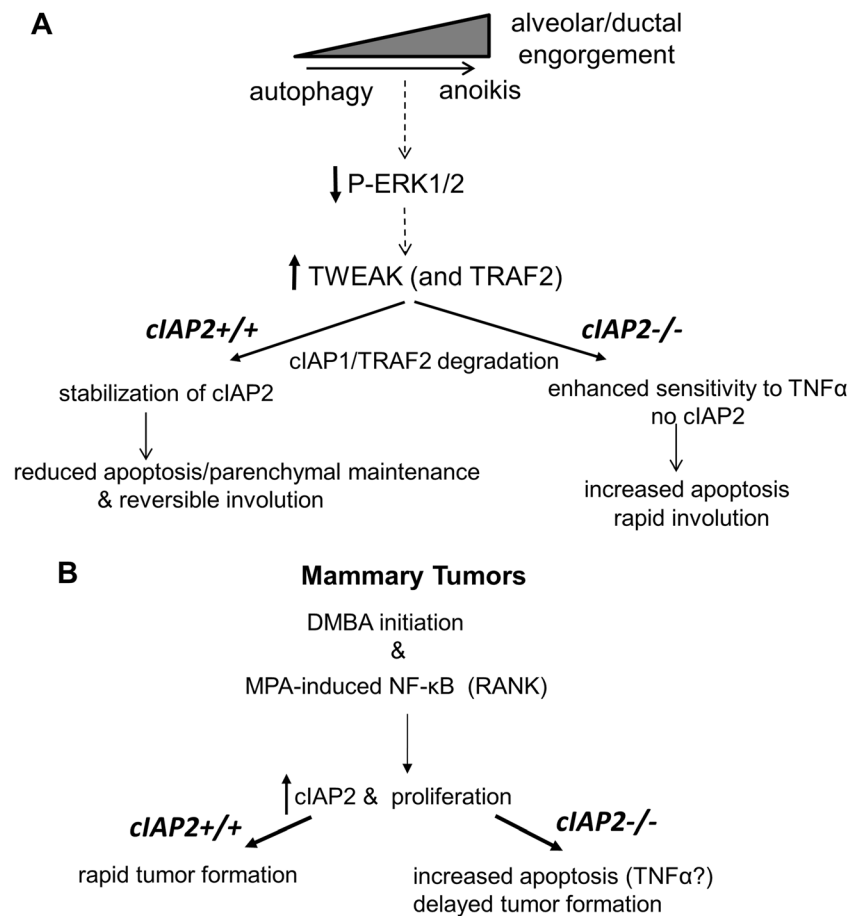 A
alveolar/ductal
engorgement
autophagy
anoikis
P-ERK1/2
TWEAK (and TRAF2)
cIAP2+/+
cIAP2-/-
cIAP1/TRAF2 degradation
stabilization of cIAP2
enhanced sensitivity to TNFα
no cIAP2
reduced apoptosis/parenchymal maintenance
& reversible involution
increased apoptosis
rapid involution
B
Mammary Tumors
DMBA initiation
&
MPA-induced NF-κB (RANK)
cIAP2 & proliferation
cIAP2+/+
cIAP2-/-
rapid tumor formation
increased apoptosis (TNFα?)
delayed tumor formation